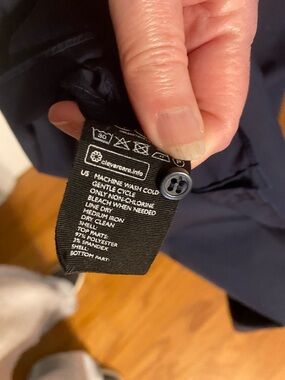 30
clevercare.info
US MACHINE WASH COLD
GENTLE CYCLE
ONLY NON-CHLORINE
BLEACH WHEN NEEDED
LINE DRY
MEDIUM IRON
DRY CLEAN
SHELL:
TOP PART:
97% POLYESTER
3% SPANDEX
SHELL:
BOTTOM PART: